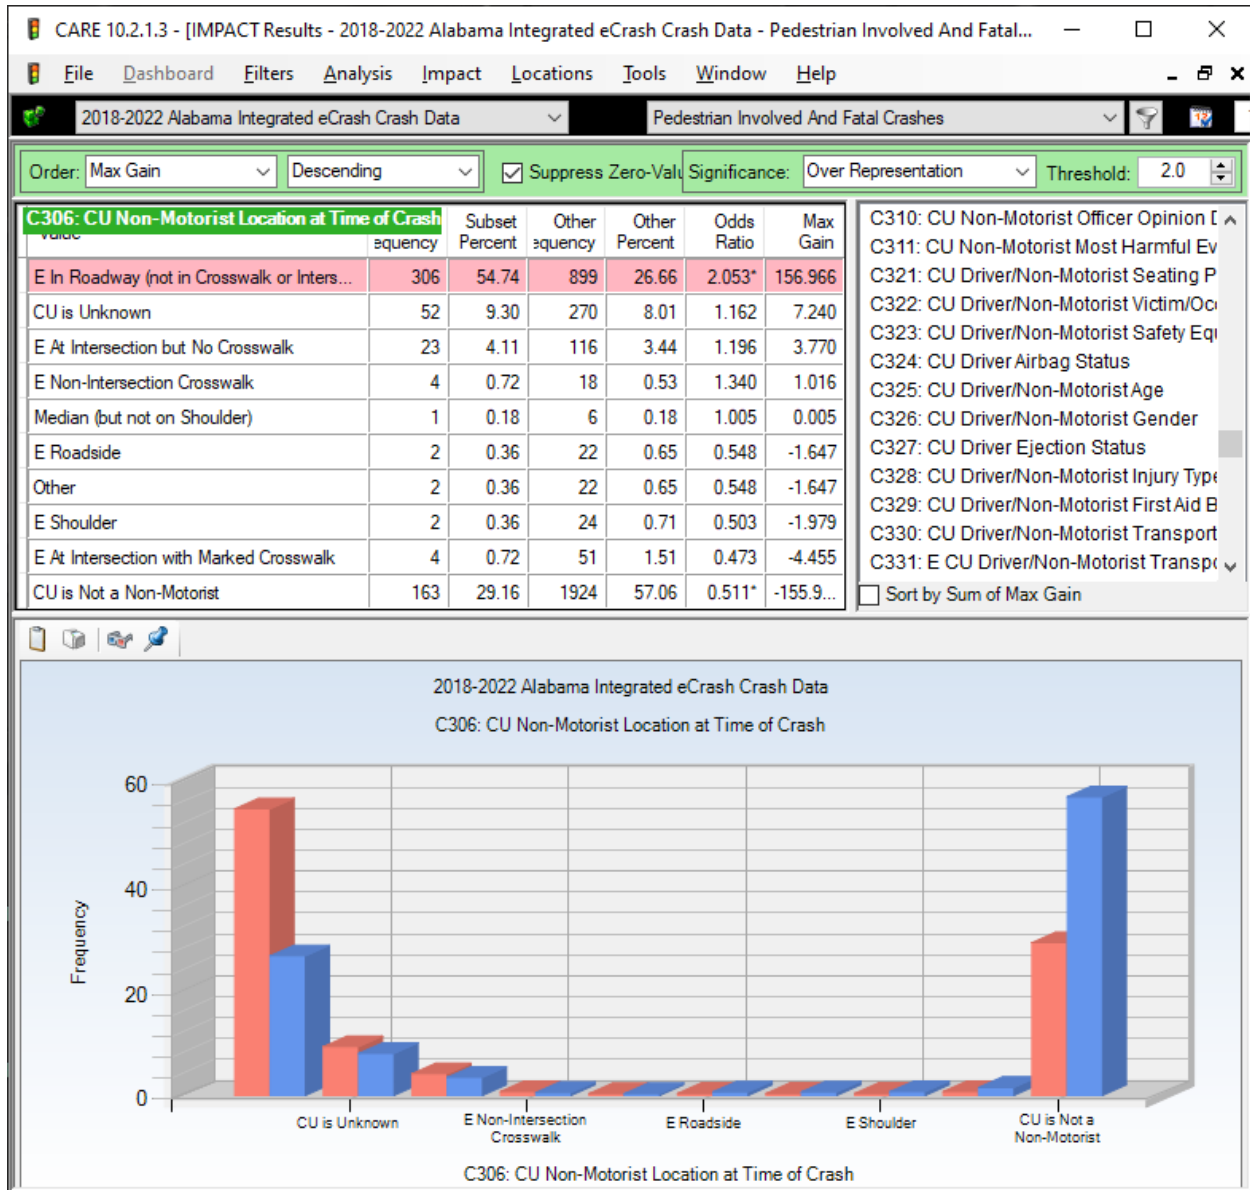 CARE 10.2.1.3 - [IMPACT Results - 2018-2022 Alabama Integrated eCrash Crash Data - Pedestrian Involved And Fatal...
File Dashboard Filters Analysis Impact Locations Tools Window Help
2018-2022 Alabama Integrated eCrash Crash Data Pedestrian Involved And Fatal Crashes
Order: Max Gain Descending Suppress Zero-Valu Significance: Over Representation Threshold: 2.0
C306: CU Non-Motorist Location at Time of Crash
equency Subset Percent Other equency Other Percent Odds Ratio Max Gain
E In Roadway (not in Crosswalk or Inters... 306 54.74 899 26.66 2.053* 156.966
CU is Unknown 52 9.30 270 8.01 1.162 7.240
E At Intersection but No Crosswalk 23 4.11 116 3.44 1.196 3.770
E Non-Intersection Crosswalk 4 0.72 18 0.53 1.340 1.016
Median (but not on Shoulder) 1 0.18 6 0.18 1.005 0.005
E Roadside 2 0.36 22 0.65 0.548 -1.647
Other 2 0.36 22 0.65 0.548 -1.647
E Shoulder 2 0.36 24 0.71 0.503 -1.979
E At Intersection with Marked Crosswalk 4 0.72 51 1.51 0.473 -4.455
CU is Not a Non-Motorist 163 29.16 1924 57.06 0.511* -155.9...
C310: CU Non-Motorist Officer Opinion
C311: CU Non-Motorist Most Harmful Ev
C321: CU Driver/Non-Motorist Seating P
C322: CU Driver/Non-Motorist Victim/Oc
C323: CU Driver/Non-Motorist Safety Eq
C324: CU Driver Airbag Status
C325: CU Driver/Non-Motorist Age
C326: CU Driver/Non-Motorist Gender
C327: CU Driver Ejection Status
C328: CU Driver/Non-Motorist Injury Type
C329: CU Driver/Non-Motorist First Aid B
C330: CU Driver/Non-Motorist Transport
C331: E CU Driver/Non-Motorist Transp
Sort by Sum of Max Gain
2018-2022 Alabama Integrated eCrash Crash Data
C306: CU Non-Motorist Location at Time of Crash
60
40
20
0
Frequency
CU is Unknown
E Non-Intersection
Crosswalk
E Roadside
E Shoulder
CU is Not a
Non-Motorist
C306: CU Non-Motorist Location at Time of Crash